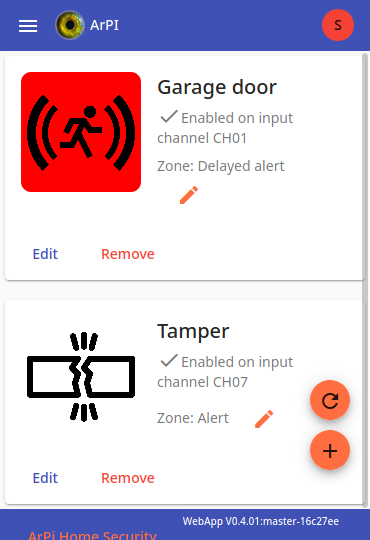 ArPI
S
Garage door
Enabled on input
channel CH01
Zone: Delayed alert
Edit
Remove
Tamper
Enabled on input
channel CH07
Zone: Alert
Edit
Remove
WebApp V0.4.01:master-16c27ee
ArPi Home Security